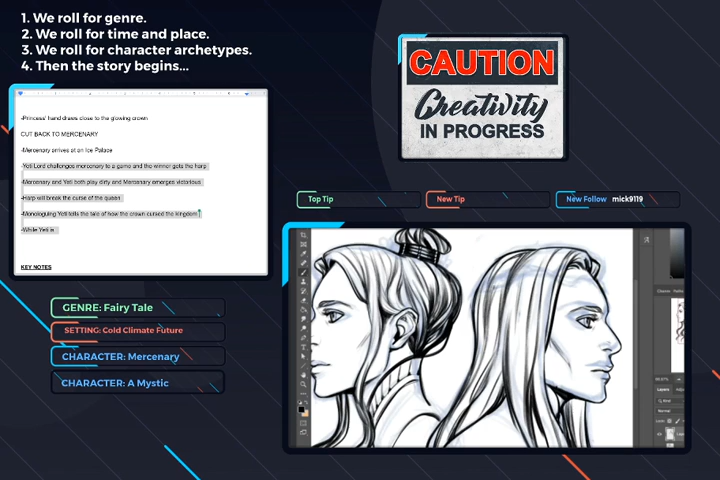 1. We roll for genre.
2. We roll for time and place.
3. We roll for character archetypes.
4. Then the story begins...
-Princess' hand draws close to the glowing crown
CUT BACK TO MERCENARY
-Mercenary arrives at an Ice Palace
-Yeti Lord challenges mercenary to a game and the winner gets the harp
-Mercenary and Yeti both play dirty and Mercenary emerges victorious
-Harp will break the curse of the queen
-Monologuing Yeti tells the tale of how the crown cursed the kingdom
-While Yeti is
KEY NOTES
GENRE: Fairy Tale
SETTING: Cold Climate Future
CHARACTER: Mercenary
CHARACTER: A Mystic
CAUTION
Creativity
IN PROGRESS
Top Tip
New Tip
New Follow mick9119
Layers